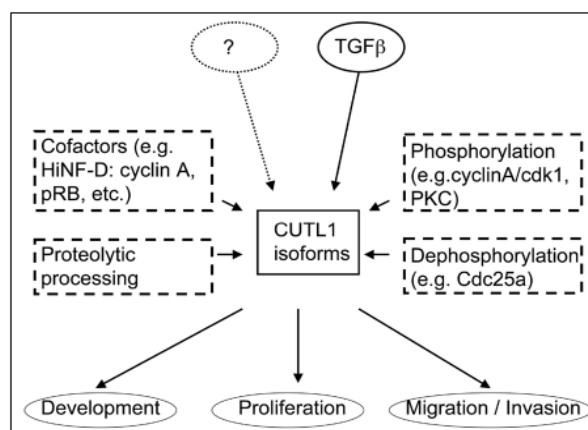 ?
TGFβ
Cofactors (e.g.
HiNF-D: cyclin A,
pRB, etc.)
Phosphorylation
(e.g.cyclinA/cdk1,
PKC)
CUTL1
isoforms
Proteolytic
processing
Dephosphorylation
(e.g. Cdc25a)
Development
Proliferation
Migration / Invasion